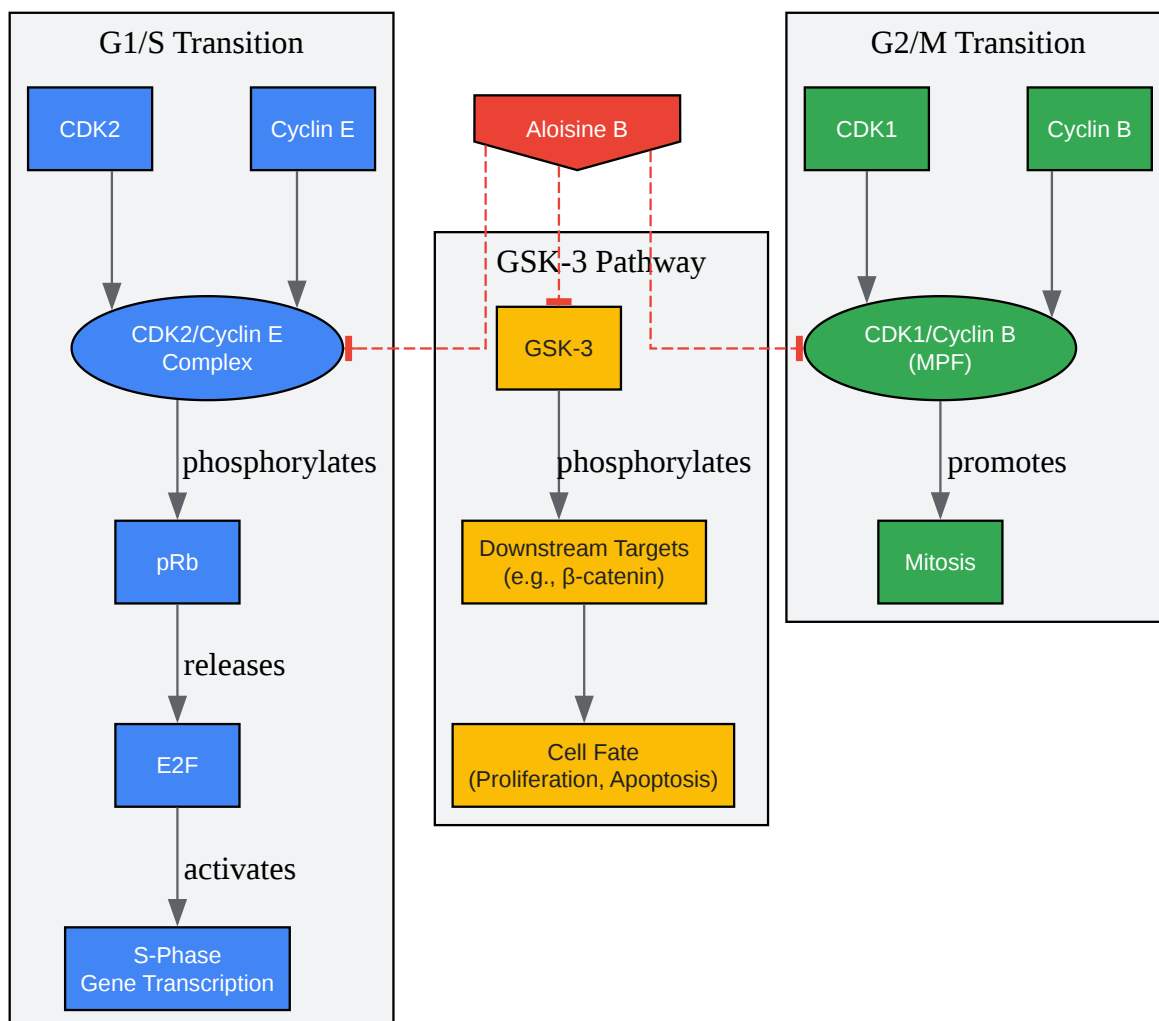 G1/S Transition
CDK2
Cyclin E
CDK2/Cyclin E
Complex
phosphorylates
pRb
releases
E2F
activates
S-Phase
Gene Transcription
Aloisine B
GSK-3 Pathway
GSK-3
phosphorylates
Downstream Targets
(e.g., β-catenin)
Cell Fate
(Proliferation, Apoptosis)
G2/M Transition
CDK1
Cyclin B
CDK1/Cyclin B
(MPF)
promotes
Mitosis